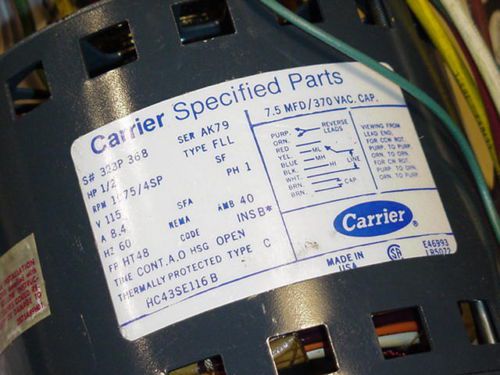 Carrier Specified Parts
S# 323P 368 SER AK79
HP 1/2 TYPE FLL
RPM 1075/4SP SF
V 115 PH 1
A 8.4 SFA
HZ 60 NEMA AMB 40
FR HT48 CODE INS B*
TINE CONT. A.O HSG OPEN
THERMALLY PROTECTED TYPE C
HC43SE116B
7.5 MFD/370 VAC. CAP.
PURP. REVERSE
ORN. LEADS
RED ML
YEL. MH LINE
BLUE HI
BLK.
WHT. CAP
BRN.
BRN.
VIEWING FROM
LEAD END,
FOR CCW ROT.
PURP. TO PURP.
ORN. TO ORN.
FOR CW ROT.
PURP. TO ORN.
ORN. TO PURP.
Carrier ®
MADE IN
USA
SA
E46993